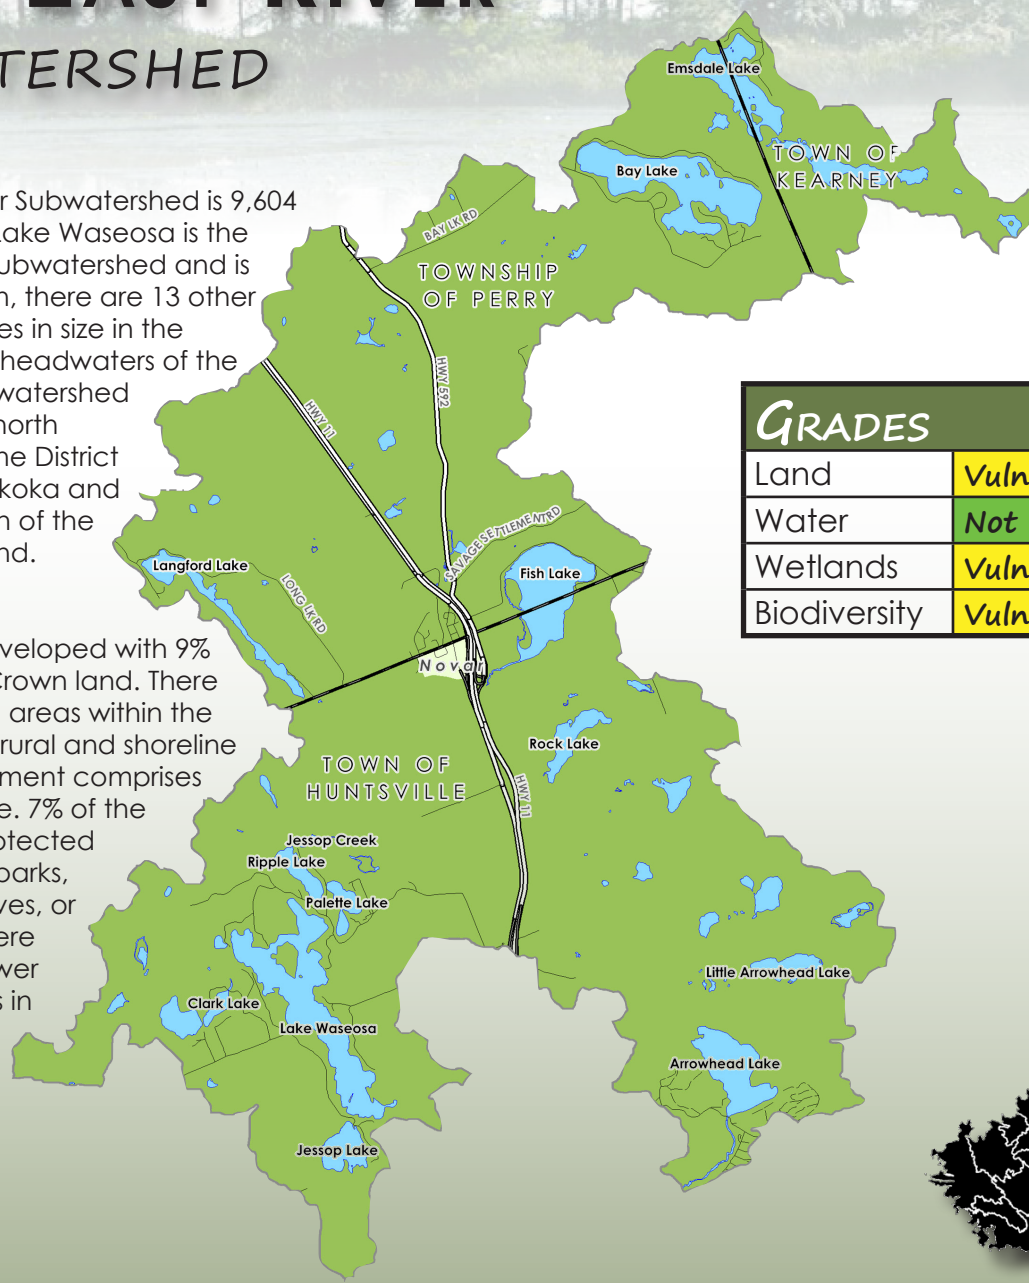 EAST RIVER
TERSHED
r Subwatershed is 9,604
Lake Waseosa is the
ubwatershed and is
n, there are 13 other
es in size in the
headwaters of the
watershed
north
he District
koka and
n of the
nd.
veloped with 9%
Crown land. There
areas within the
rural and shoreline
ment comprises
e. 7% of the
otected
parks,
ves, or
ere
wer
s in
Emsdale Lake
TOWN OF
KEARNEY
Bay Lake
BAY LK RD
TOWNSHIP
OF PERRY
HWY 592
HWY 11
SAVAGE SETTLEMENT RD
Langford Lake
Fish Lake
LONG LK RD
Novar
Rock Lake
TOWN OF
HUNTSVILLE
HWY 11
Jessop Creek
Ripple Lake
Palette Lake
Little Arrowhead Lake
Clark Lake
Lake Waseosa
Arrowhead Lake
Jessop Lake
GRADES
Land Vuln
Water Not
Wetlands Vuln
Biodiversity Vuln